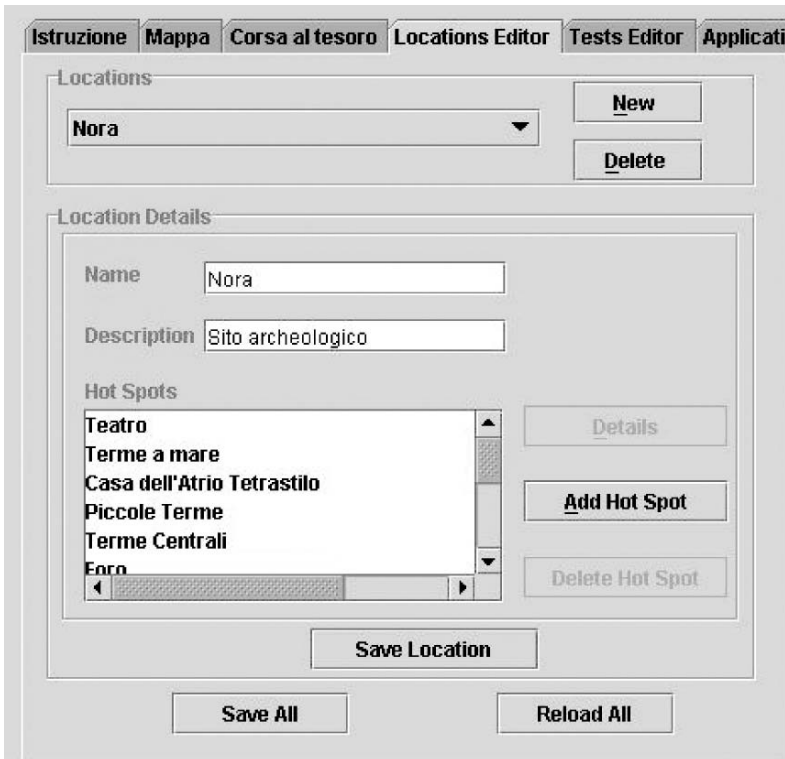 Istruzione Mappa Corsa al tesoro Locations Editor Tests Editor Applicati
Locations
Nora
New
Delete
Location Details
Name Nora
Description Sito archeologico
Hot Spots
Teatro
Terme a mare
Casa dell'Atrio Tetrastilo
Piccole Terme
Terme Centrali
Foro
Details
Add Hot Spot
Delete Hot Spot
Save Location
Save All Reload All